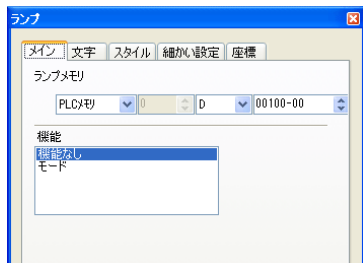 ランプ
メイン 文字 スタイル 細かい設定 座標
ランプメモリ
PLCメモリ 0 D 00100-00
機能
機能なし
モード